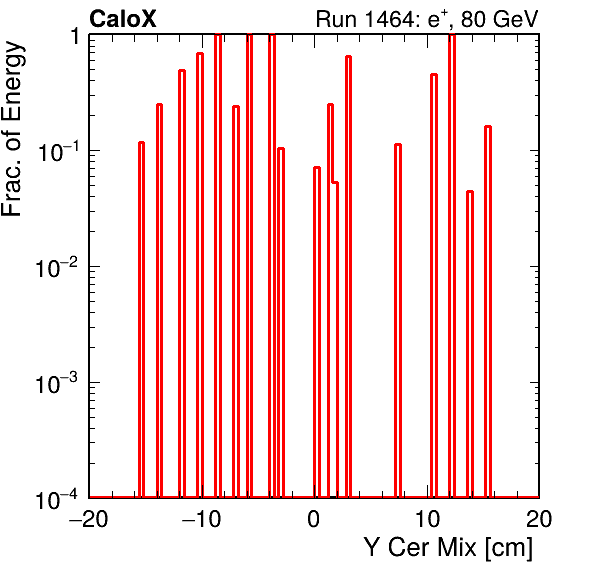 CaloX
Run 1464: e⁺, 80 GeV
Frac. of Energy
1
10⁻¹
10⁻²
10⁻³
10⁻⁴
−20
−10
0
10
20
Y Cer Mix [cm]